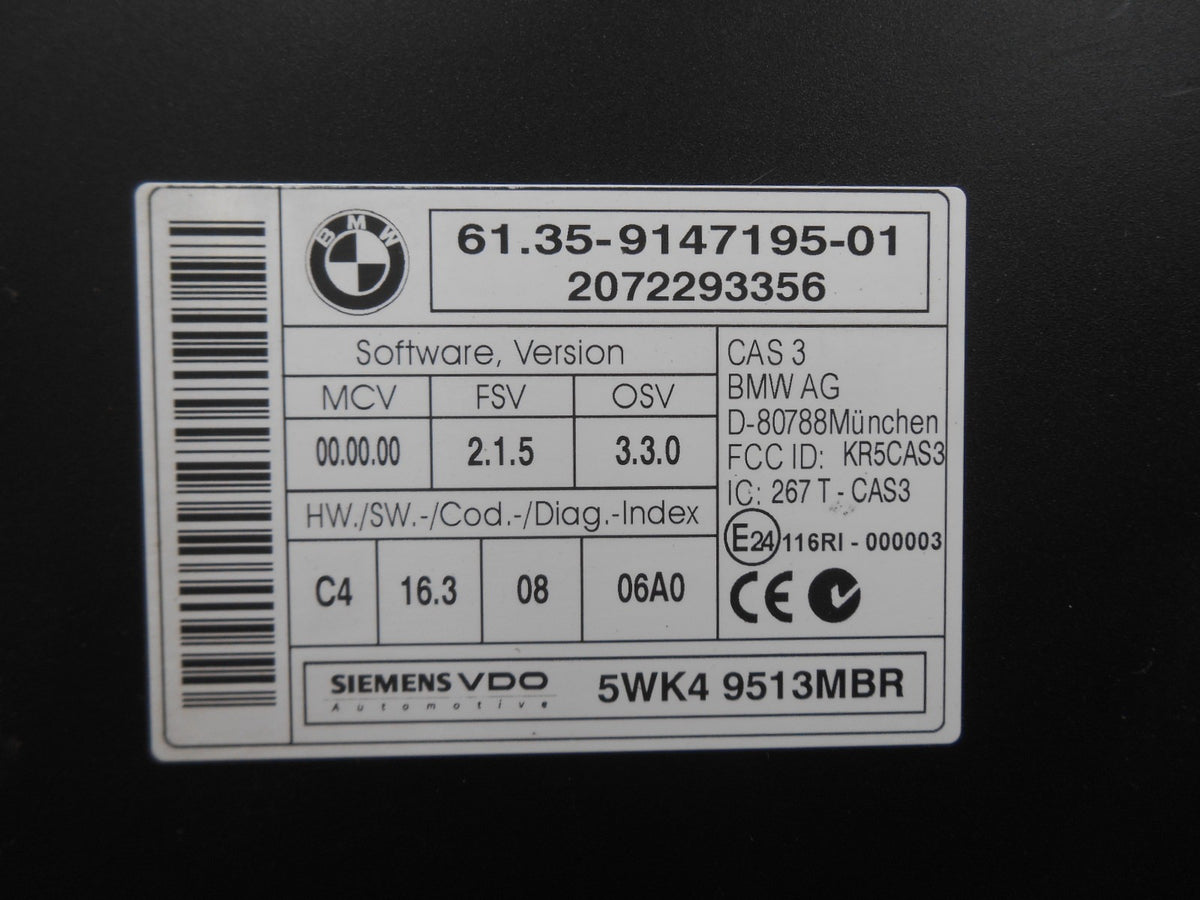 BMW
61.35-9147195-01
2072293356
Software, Version
MCV FSV OSV
00.00.00 2.1.5 3.3.0
HW./SW.-/Cod.-/Diag.-Index
C4 16.3 08 06A0
CAS 3
BMW AG
D-80788München
FCC ID: KR5CAS3
IC: 267 T - CAS3
E24 116RI - 000003
CE
SIEMENS VDO
Automotive
5WK4 9513MBR